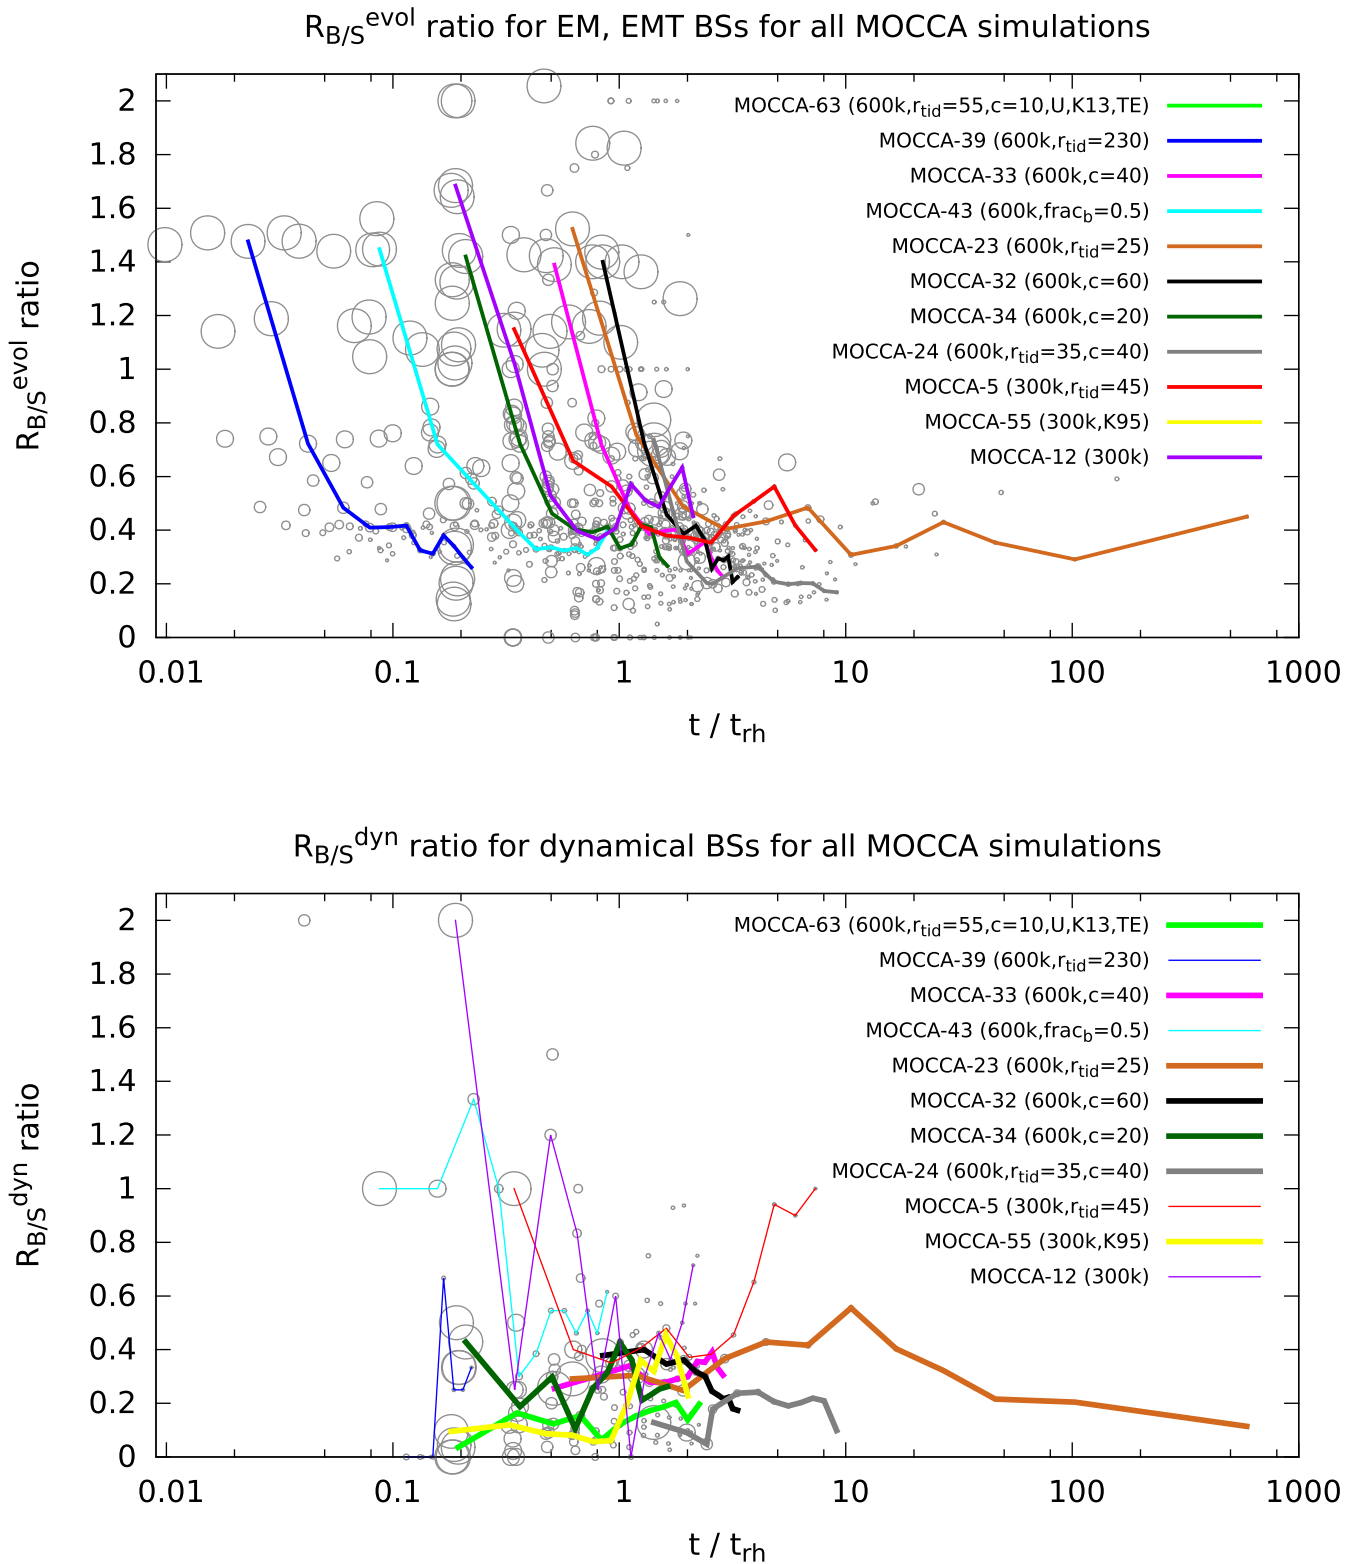 R_B/S^evol ratio for EM, EMT BSs for all MOCCA simulations
MOCCA-63 (600k,r_tid=55,c=10,U,K13,TE)
MOCCA-39 (600k,r_tid=230)
MOCCA-33 (600k,c=40)
MOCCA-43 (600k,frac_b=0.5)
MOCCA-23 (600k,r_tid=25)
MOCCA-32 (600k,c=60)
MOCCA-34 (600k,c=20)
MOCCA-24 (600k,r_tid=35,c=40)
MOCCA-5 (300k,r_tid=45)
MOCCA-55 (300k,K95)
MOCCA-12 (300k)
R_B/S^evol ratio
2
1.8
1.6
1.4
1.2
1
0.8
0.6
0.4
0.2
0
0.01 0.1 1 10 100 1000
t / t_rh
R_B/S^dyn ratio for dynamical BSs for all MOCCA simulations
MOCCA-63 (600k,r_tid=55,c=10,U,K13,TE)
MOCCA-39 (600k,r_tid=230)
MOCCA-33 (600k,c=40)
MOCCA-43 (600k,frac_b=0.5)
MOCCA-23 (600k,r_tid=25)
MOCCA-32 (600k,c=60)
MOCCA-34 (600k,c=20)
MOCCA-24 (600k,r_tid=35,c=40)
MOCCA-5 (300k,r_tid=45)
MOCCA-55 (300k,K95)
MOCCA-12 (300k)
R_B/S^dyn ratio
2
1.8
1.6
1.4
1.2
1
0.8
0.6
0.4
0.2
0
0.01 0.1 1 10 100 1000
t / t_rh